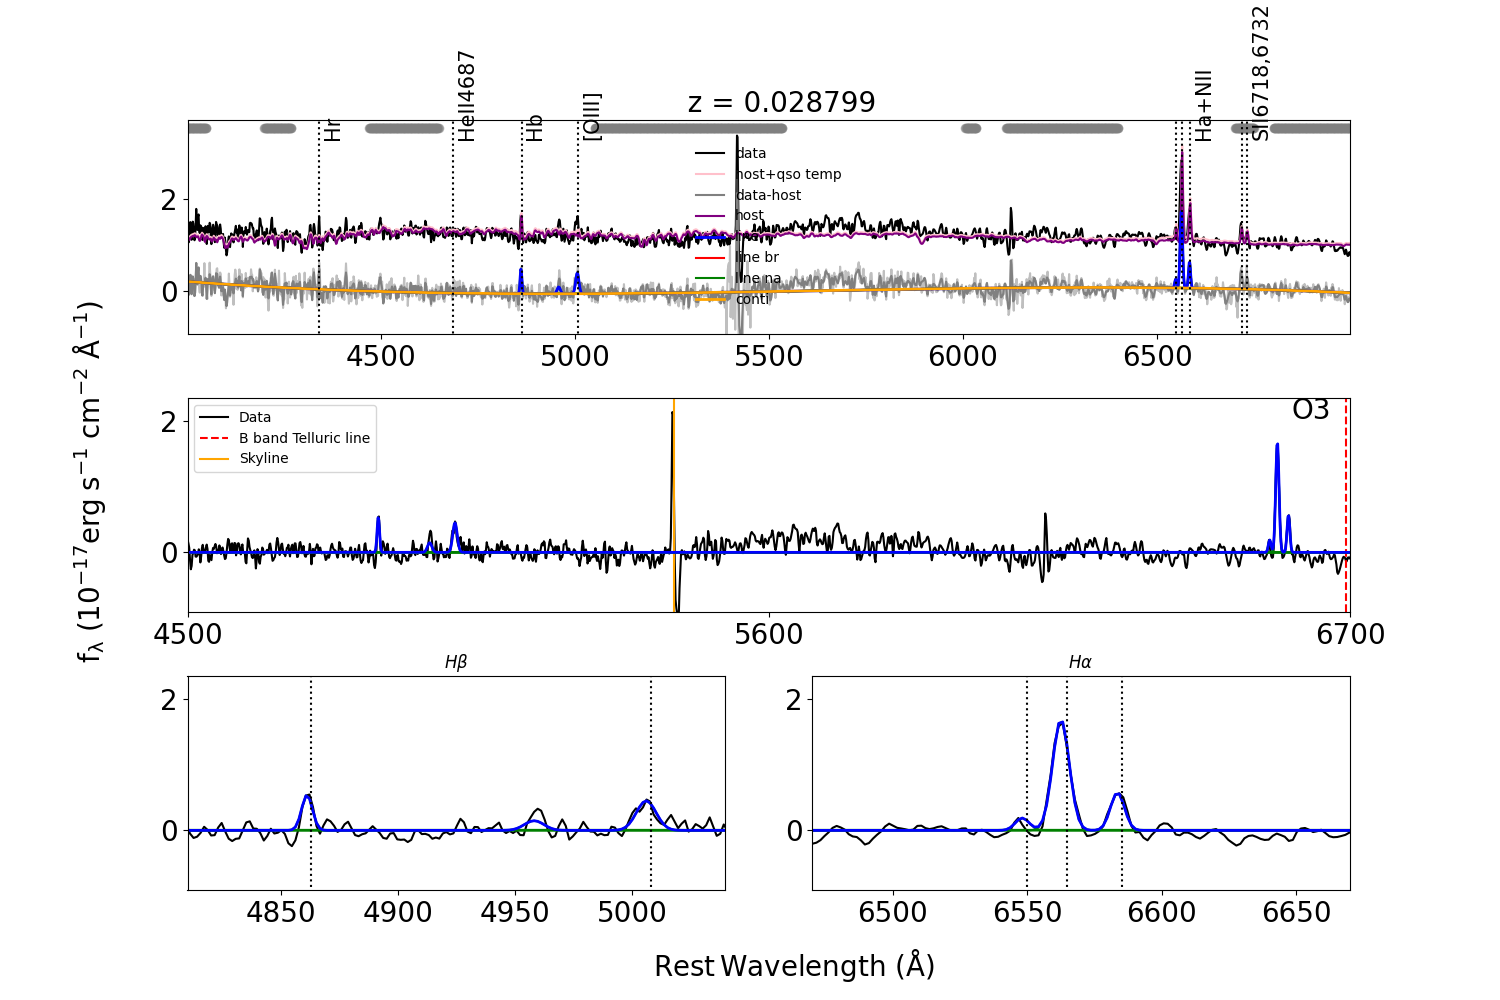 z = 0.028799
Hr
HeII4687
Hb
[OIII]
Ha+NII
SII6718,6732
data
host+qso temp
data-host
host
line br
line na
conti
2
0
4500 5000 5500 6000 6500
Data
B band Telluric line
Skyline
O3
2
0
4500 5600 6700
fλ (10⁻¹⁷erg s⁻¹ cm⁻² Å⁻¹)
Hβ
2
0
4850 4900 4950 5000
Hα
2
0
6500 6550 6600 6650
Rest Wavelength (Å)